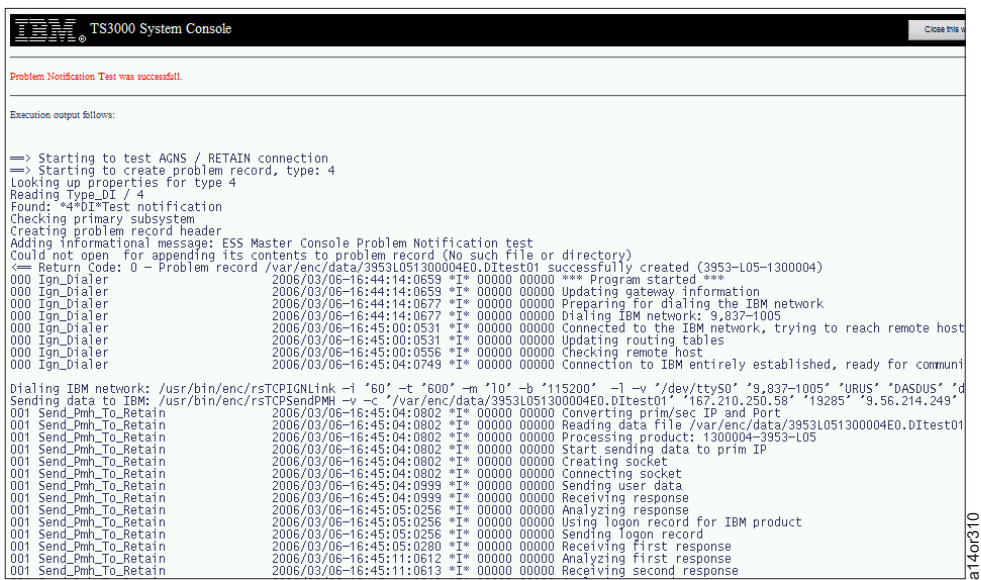 IBM® TS3000 System Console
Close this w
Problem Notification Test was successfull.
Execution output follows:
==> Starting to test AGNS / RETAIN connection
==> Starting to create problem record, type: 4
Looking up properties for type 4
Reading Type_DI / 4
Found: *4*DI*Test notification
Checking primary subsystem
Creating problem record header
Adding informational message: ESS Master Console Problem Notification test
Could not open  for appending its contents to problem record (No such file or directory)
<== Return Code: 0 - Problem record /var/enc/data/3953L051300004E0.DItest01 successfully created (3953-L05-1300004)
000 Ign_Dialer 2006/03/06-16:44:14:0659 *I* 00000 00000 *** Program started ***
000 Ign_Dialer 2006/03/06-16:44:14:0659 *I* 00000 00000 Updating gateway information
000 Ign_Dialer 2006/03/06-16:44:14:0677 *I* 00000 00000 Preparing for dialing the IBM network
000 Ign_Dialer 2006/03/06-16:44:14:0677 *I* 00000 00000 Dialing IBM network: 9,837-1005
000 Ign_Dialer 2006/03/06-16:45:00:0531 *I* 00000 00000 Connected to the IBM network, trying to reach remote host
000 Ign_Dialer 2006/03/06-16:45:00:0531 *I* 00000 00000 Updating routing tables
000 Ign_Dialer 2006/03/06-16:45:00:0556 *I* 00000 00000 Checking remote host
000 Ign_Dialer 2006/03/06-16:45:04:0749 *I* 00000 00000 Connection to IBM entirely established, ready for communi
Dialing IBM network: /usr/bin/enc/rsTCPIGNLink -i '60' -t '600' -m 'l0' -b '115200'  -l -v '/dev/ttyS0' '9,837-1005' 'URUS' 'DASDUS' 'd
Sending data to IBM: /usr/bin/enc/rsTCPSendPMH -v -c '/var/enc/data/3953L051300004E0.DItest01' '167.210.250.58' '19285' '9.56.214.249'
001 Send_Pmh_To_Retain 2006/03/06-16:45:04:0802 *I* 00000 00000 Converting prim/sec IP and Port
001 Send_Pmh_To_Retain 2006/03/06-16:45:04:0802 *I* 00000 00000 Reading data file /var/enc/data/3953L051300004E0.DItest01
001 Send_Pmh_To_Retain 2006/03/06-16:45:04:0802 *I* 00000 00000 Processing product: 1300004-3953-L05
001 Send_Pmh_To_Retain 2006/03/06-16:45:04:0802 *I* 00000 00000 Start sending data to prim IP
001 Send_Pmh_To_Retain 2006/03/06-16:45:04:0802 *I* 00000 00000 Creating socket
001 Send_Pmh_To_Retain 2006/03/06-16:45:04:0802 *I* 00000 00000 Connecting socket
001 Send_Pmh_To_Retain 2006/03/06-16:45:04:0999 *I* 00000 00000 Sending user data
001 Send_Pmh_To_Retain 2006/03/06-16:45:04:0999 *I* 00000 00000 Receiving response
001 Send_Pmh_To_Retain 2006/03/06-16:45:05:0256 *I* 00000 00000 Analyzing response
001 Send_Pmh_To_Retain 2006/03/06-16:45:05:0256 *I* 00000 00000 Using logon record for IBM product
001 Send_Pmh_To_Retain 2006/03/06-16:45:05:0256 *I* 00000 00000 Sending logon record
001 Send_Pmh_To_Retain 2006/03/06-16:45:05:0280 *I* 00000 00000 Receiving first response
001 Send_Pmh_To_Retain 2006/03/06-16:45:11:0612 *I* 00000 00000 Analyzing first response
001 Send_Pmh_To_Retain 2006/03/06-16:45:11:0613 *I* 00000 00000 Receiving second response
a14or310